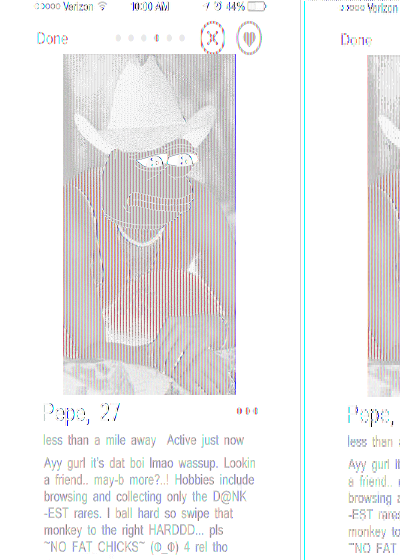 Verizon 10:00 AM 44%
Done
Pepe, 27
less than a mile away Active just now
Ayy gurl it's dat boi lmao wassup. Lookin
a friend.. may-b more?..! Hobbies include
browsing and collecting only the D@NK
-EST rares. I ball hard so swipe that
monkey to the right HARDDD... pls
~NO FAT CHICKS~ (Φ_Φ) 4 rel tho
Verizon
Done
Pepe,
less than
Ayy gurl
a friend..
browsing
-EST rares
monkey to
~NO FAT